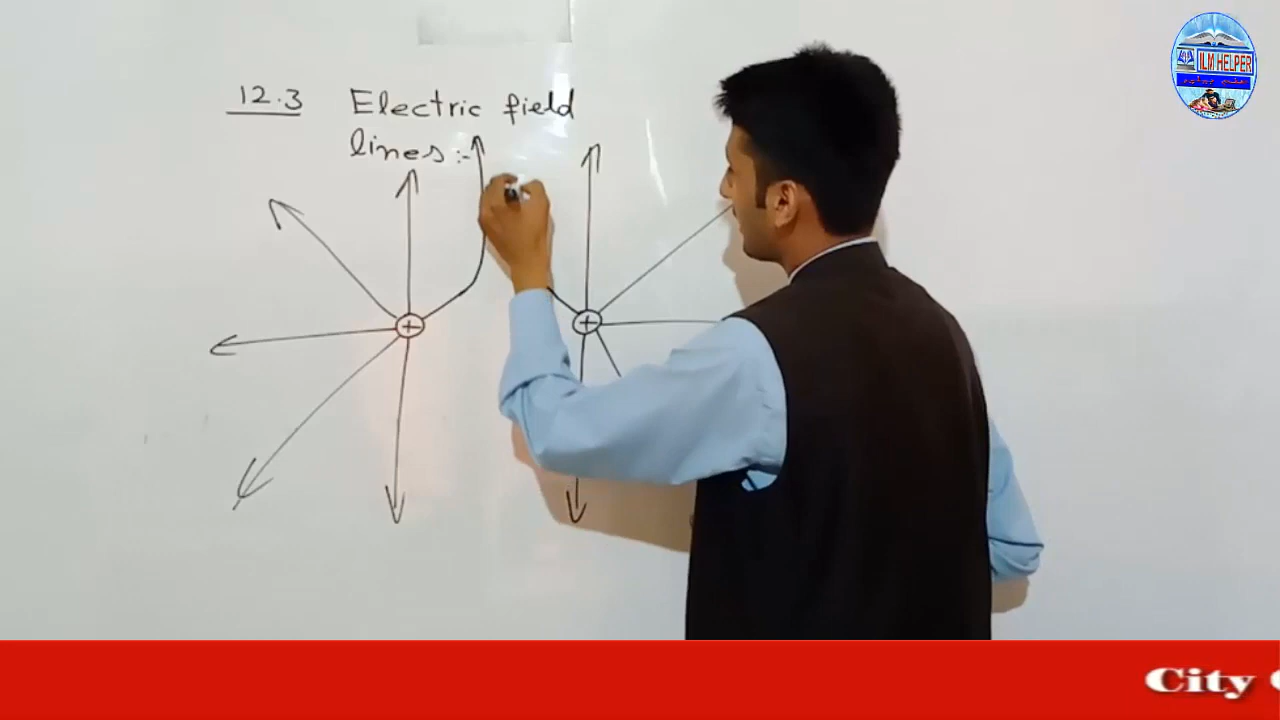 12.3 Electric field
lines:-
+ +
ILM HELPER
City